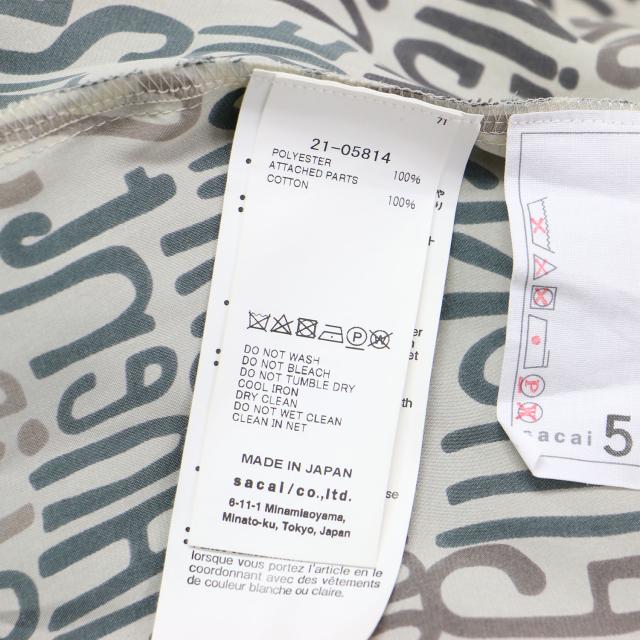 71
21-05814
POLYESTER 100%
ATTACHED PARTS
COTTON 100%
DO NOT WASH
DO NOT BLEACH
DO NOT TUMBLE DRY
COOL IRON
DRY CLEAN
DO NOT WET CLEAN
CLEAN IN NET
MADE IN JAPAN
sacai/co.,ltd.
6-11-1 Minamiaoyama,
Minato-ku, Tokyo, Japan
lorsque vous portez l'article en le
coordonnant avec des vêtements
de couleur blanche ou claire.
sacai 5